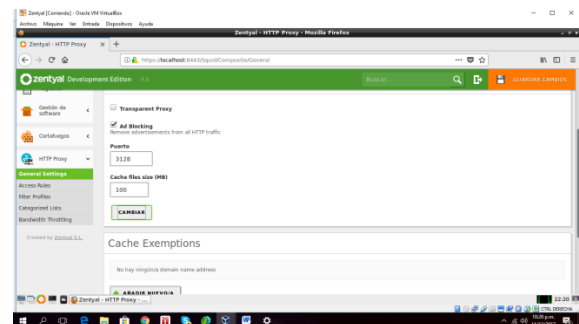 Zentyal [Corriendo] - Oracle VM VirtualBox
Archivo Máquina Ver Entrada Dispositivos Ayuda
Zentyal - HTTP Proxy - Mozilla Firefox
Zentyal - HTTP Proxy
https://localhost:8443/Squid/Composite/General
zentyal Development Edition 5.0
Buscar...
GUARDAR CAMBIOS
Gestión de software
Cortafuegos
HTTP Proxy
General Settings
Access Rules
Filter Profiles
Categorized Lists
Bandwidth Throttling
Created by Zentyal S.L.
Transparent Proxy
Ad Blocking
Remove advertisements from all HTTP traffic
Puerto
3128
Cache files size (MB)
100
CAMBIAR
Cache Exemptions
No hay ningún/a domain name address
AÑADIR NUEVO/A
Zentyal - HTTP Proxy - ...
22:20
CTRL DERECHA
10:20 p.m.